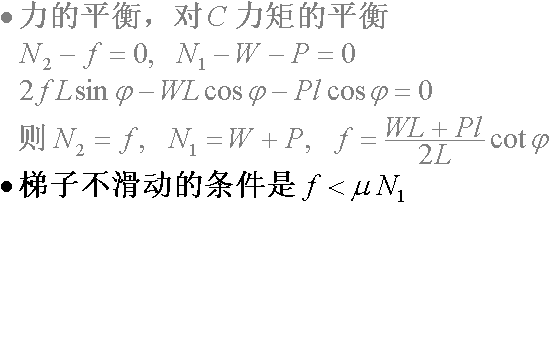 • 力的平衡，对C力矩的平衡
N₂ − f = 0, N₁ − W − P = 0
2fL sin φ − WL cos φ − Pl cos φ = 0
则 N₂ = f, N₁ = W + P, f = \frac{WL + Pl}{2L} cot φ
• 梯子不滑动的条件是 f < μ N₁